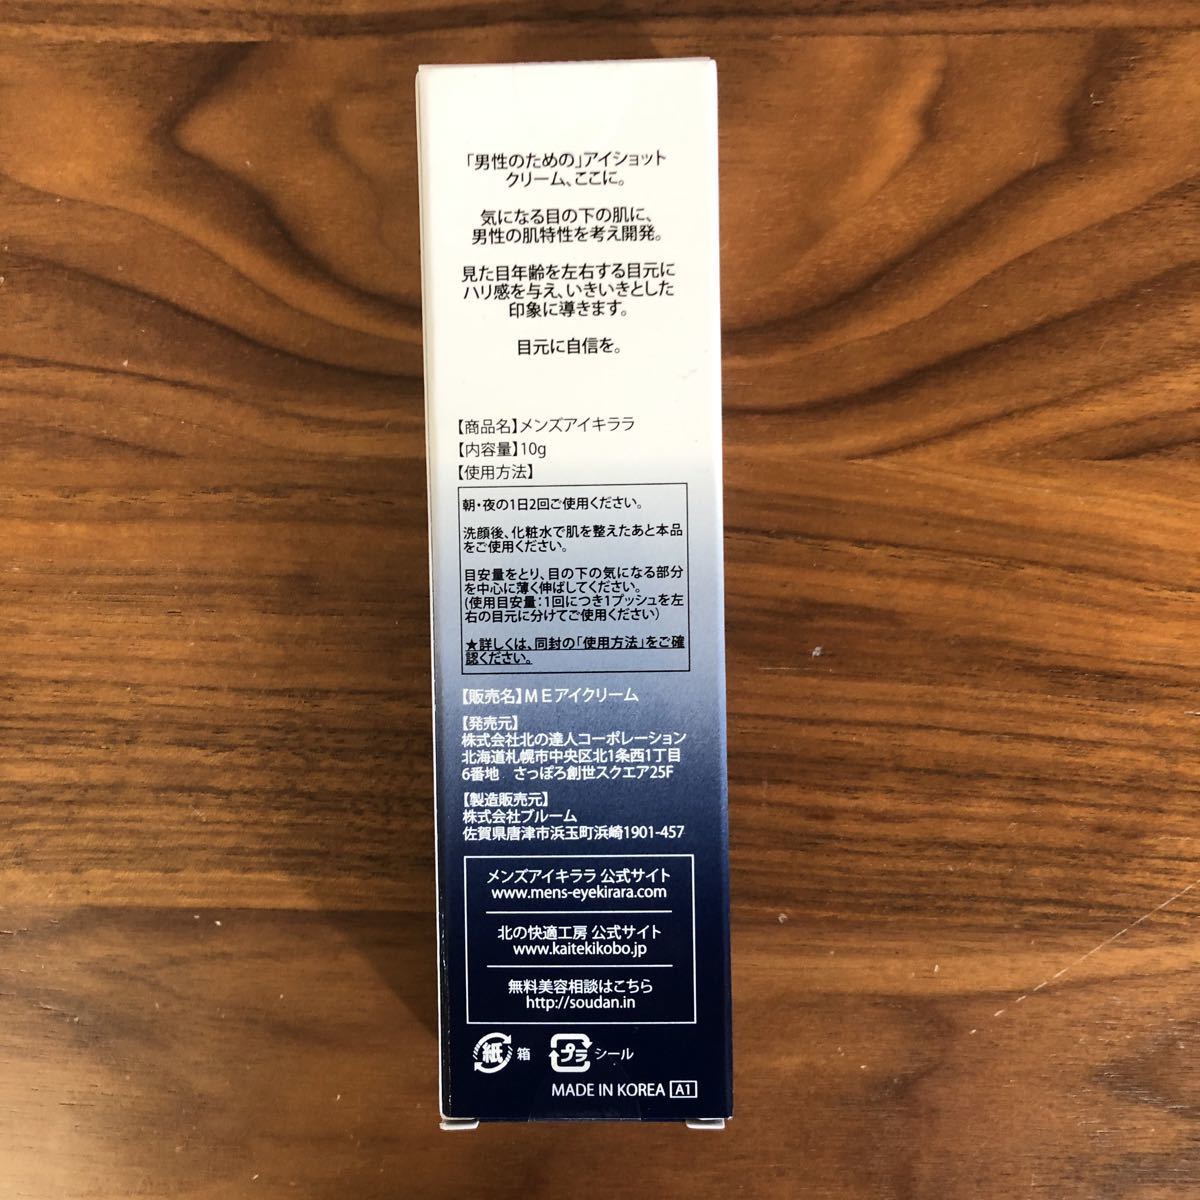 「男性のための」アイショット
クリーム、ここに。
気になる目の下の肌に、
男性の肌特性を考え開発。
見た目年齢を左右する目元に
ハリ感を与え、いきいきとした
印象に導きます。
目元に自信を。
【商品名】メンズアイキララ
【内容量】10g
【使用方法】
朝・夜の1日2回ご使用ください。
洗顔後、化粧水で肌を整えたあと本品
をご使用ください。
目安量をとり、目の下の気になる部分
を中心に薄く伸ばしてください。
(使用目安量:1回につき1プッシュを左
右の目元に分けてご使用ください)
★詳しくは、同封の「使用方法」をご確
認ください。
【販売名】MEアイクリーム
【発売元】
株式会社北の達人コーポレーション
北海道札幌市中央区北1条西1丁目
6番地 さっぽろ創世スクエア25F
【製造販売元】
株式会社ブルーム
佐賀県唐津市浜玉町浜崎1901-457
メンズアイキララ 公式サイト
www.mens-eyekirara.com
北の快適工房 公式サイト
www.kaitekikobo.jp
無料美容相談はこちら
http://soudan.in
紙 箱 プラ シール
MADE IN KOREA A1